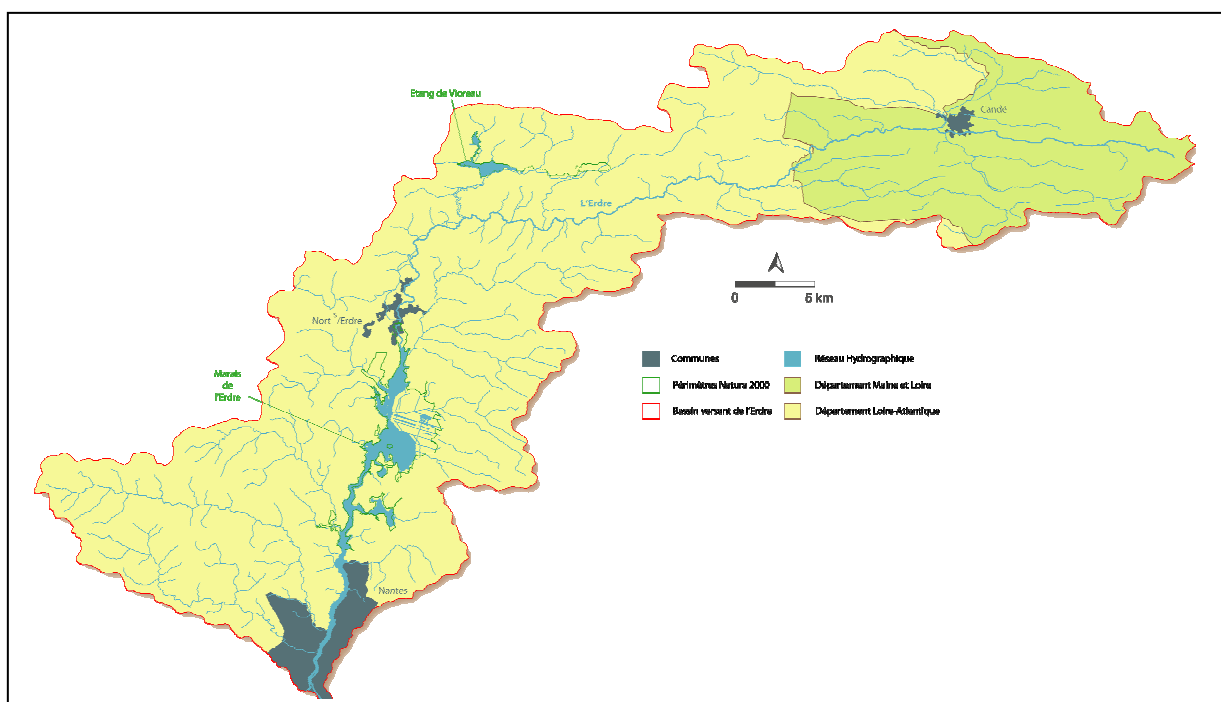 Etang de Vioreau
Candé
L'Erdre
0 5 km
Nort s/Erdre
Marais
de
l'Erdre
Nantes
Communes
Réseau Hydrographique
Périmètres Natura 2000
Département Maine et Loire
Bassin versant de l'Erdre
Département Loire-Atlantique